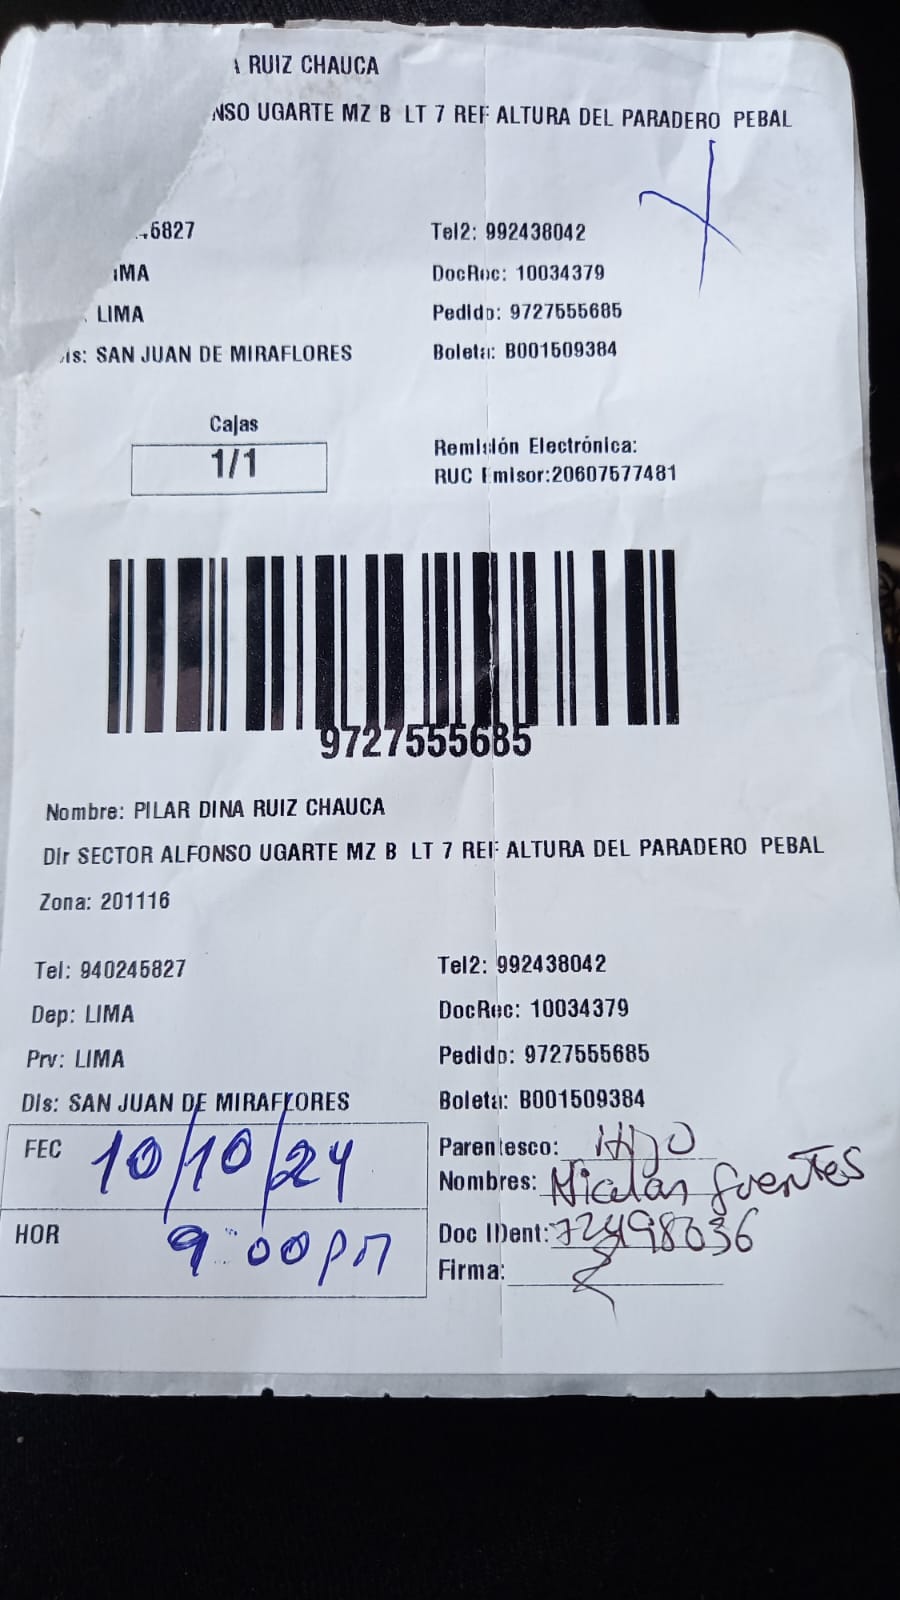 A RUIZ CHAUCA
NSO UGARTE MZ B LT 7 REF ALTURA DEL PARADERO PEBAL
6827 Tel2: 992438042
IMA DocRec: 10034379
LIMA Pedido: 9727555685
is: SAN JUAN DE MIRAFLORES Boleta: B001509384
Cajas
1/1
Remisión Electrónica:
RUC Emisor:20607577481
9727555685
Nombre: PILAR DINA RUIZ CHAUCA
Dir SECTOR ALFONSO UGARTE MZ B LT 7 REF ALTURA DEL PARADERO PEBAL
Zona: 201116
Tel: 940245827 Tel2: 992438042
Dep: LIMA DocRec: 10034379
Prv: LIMA Pedido: 9727555685
Dis: SAN JUAN DE MIRAFLORES Boleta: B001509384
FEC 10/10/24 Parentesco: HIJO
Nombres: Nicolas fuentes
HOR 9:00pm Doc IDent: 72498036
Firma: